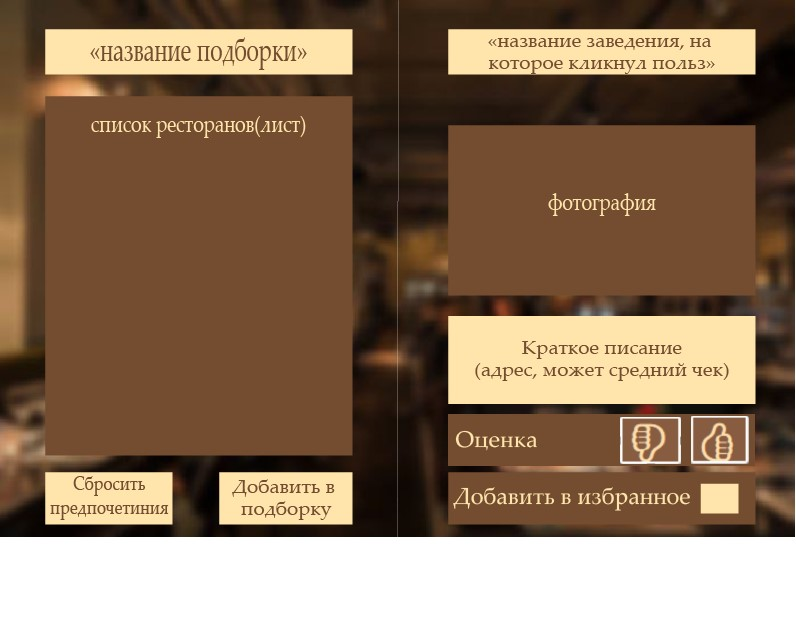 «название подборки»
список ресторанов(лист)
Сбросить
предпочетиния
Добавить в
подборку
«название заведения, на
которое кликнул польз»
фотография
Краткое писание
(адрес, может средний чек)
Оценка
Добавить в избранное